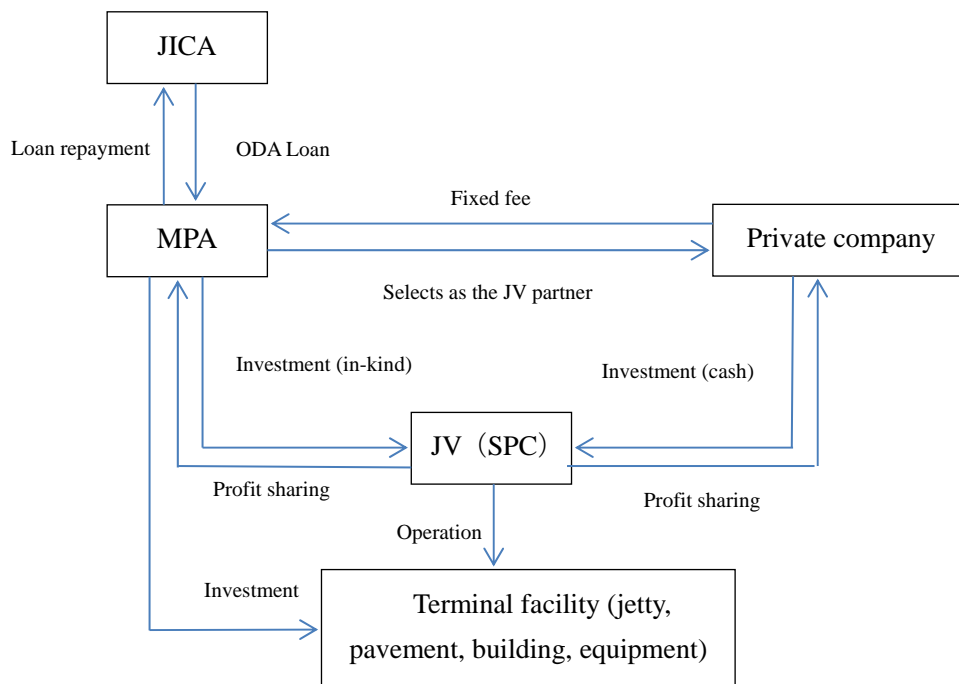 JICA
Loan repayment
ODA Loan
Fixed fee
MPA
Private company
Selects as the JV partner
Investment (in-kind)
Investment (cash)
JV（SPC）
Profit sharing
Profit sharing
Operation
Investment
Terminal facility (jetty,
pavement, building, equipment)